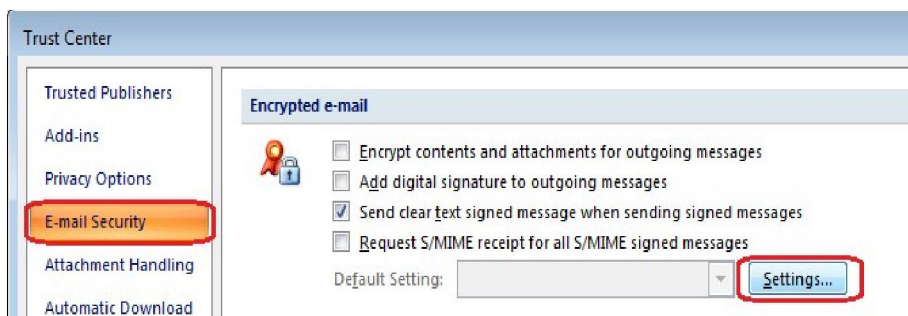 Trust Center
Trusted Publishers
Add-ins
Privacy Options
E-mail Security
Attachment Handling
Automatic Download
Encrypted e-mail
Encrypt contents and attachments for outgoing messages
Add digital signature to outgoing messages
Send clear text signed message when sending signed messages
Request S/MIME receipt for all S/MIME signed messages
Default Setting:
Settings...